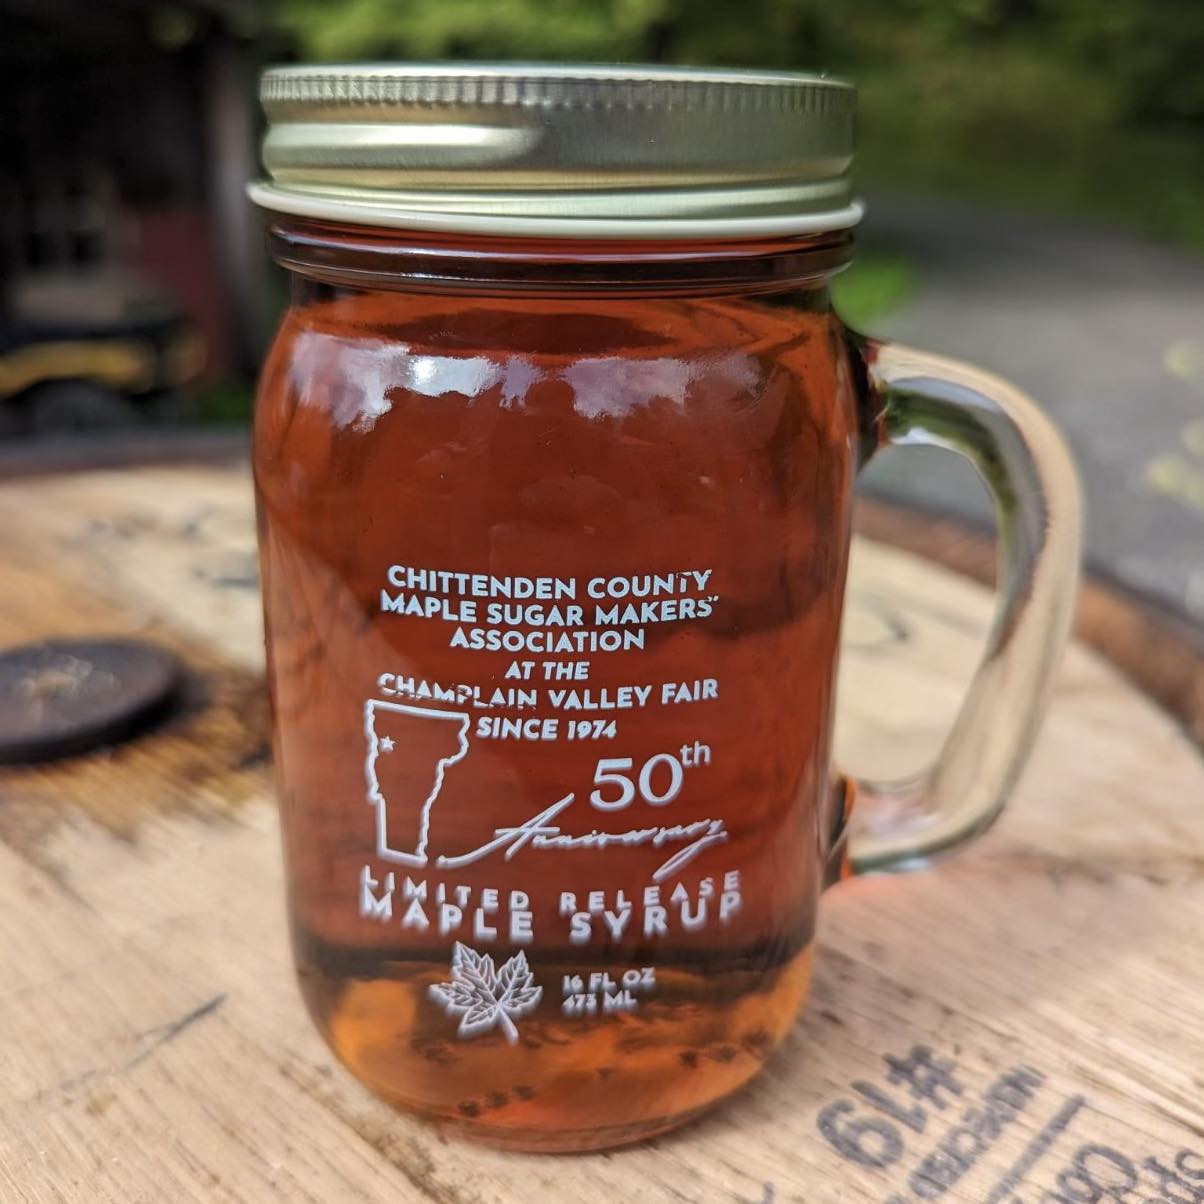 CHITTENDEN COUNTY
MAPLE SUGAR MAKERS'
ASSOCIATION
AT THE
CHAMPLAIN VALLEY FAIR
SINCE 1974
50th
Anniversary
LIMITED RELEASE
MAPLE SYRUP
16 FL OZ
473 ML
#19